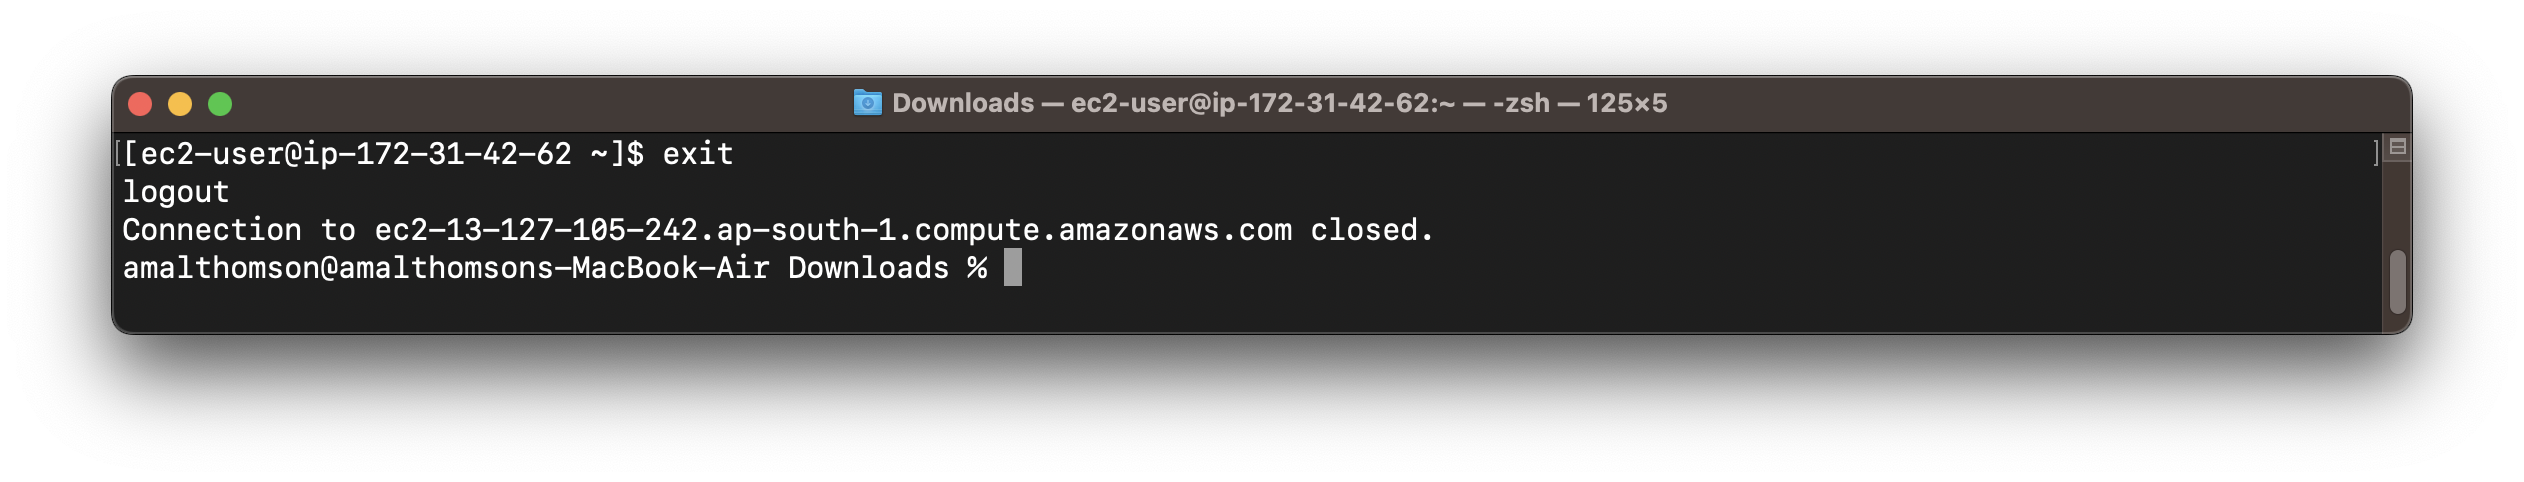 Downloads — ec2-user@ip-172-31-42-62:~ — -zsh — 125×5
[[ec2-user@ip-172-31-42-62 ~]$ exit ]
logout
Connection to ec2-13-127-105-242.ap-south-1.compute.amazonaws.com closed.
amalthomson@amalthomsons-MacBook-Air Downloads %